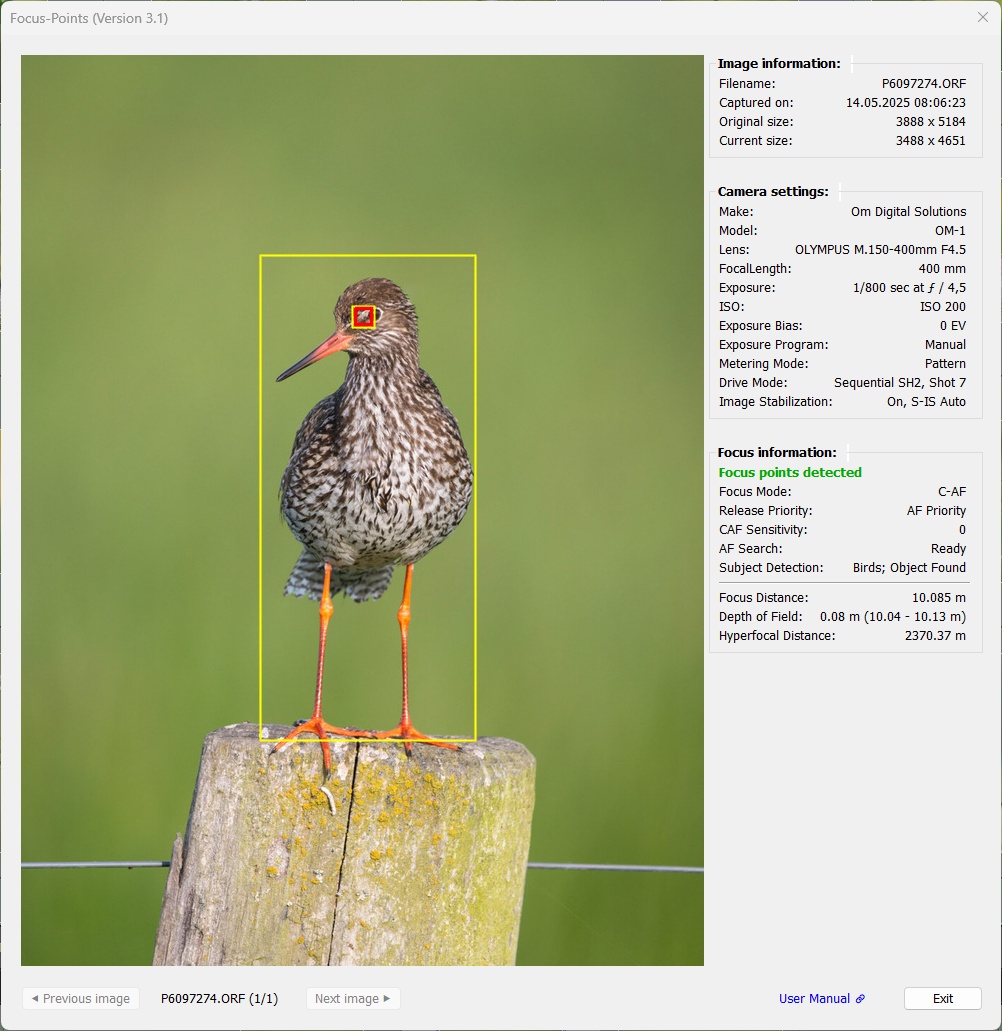 Focus-Points (Version 3.1)
Image information:
Filename: P6097274.ORF
Captured on: 14.05.2025 08:06:23
Original size: 3888 x 5184
Current size: 3488 x 4651
Camera settings:
Make: Om Digital Solutions
Model: OM-1
Lens: OLYMPUS M.150-400mm F4.5
FocalLength: 400 mm
Exposure: 1/800 sec at ƒ / 4,5
ISO: ISO 200
Exposure Bias: 0 EV
Exposure Program: Manual
Metering Mode: Pattern
Drive Mode: Sequential SH2, Shot 7
Image Stabilization: On, S-IS Auto
Focus information:
Focus points detected
Focus Mode: C-AF
Release Priority: AF Priority
CAF Sensitivity: 0
AF Search: Ready
Subject Detection: Birds; Object Found
Focus Distance: 10.085 m
Depth of Field: 0.08 m (10.04 - 10.13 m)
Hyperfocal Distance: 2370.37 m
Previous image P6097274.ORF (1/1) Next image User Manual Exit